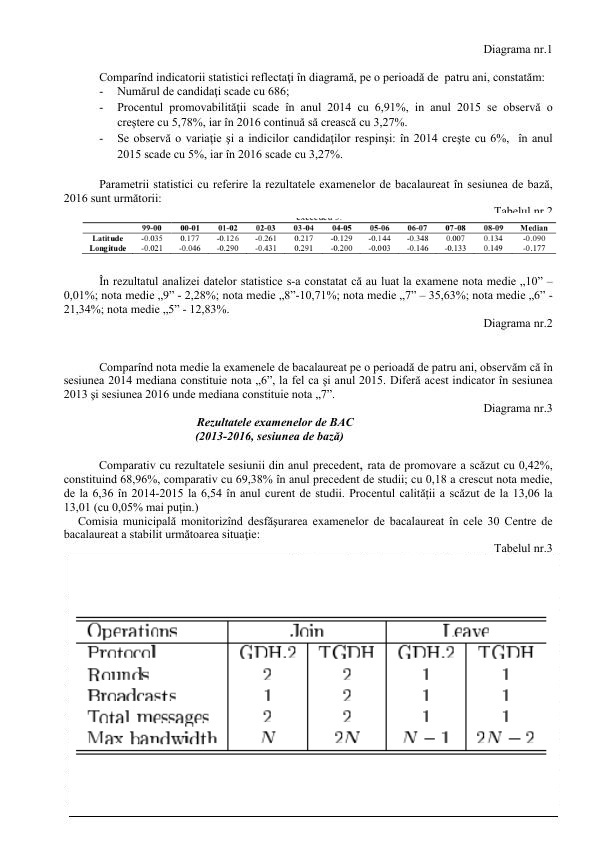 Diagrama nr.1
Comparînd indicatorii statistici reflectaţi în diagramă, pe o perioadă de patru ani, constatăm:
- Numărul de candidaţi scade cu 686;
- Procentul promovabilităţii scade în anul 2014 cu 6,91%, in anul 2015 se observă o
creştere cu 5,78%, iar în 2016 continuă să crească cu 3,27%.
- Se observă o variaţie şi a indicilor candidaţilor respinşi: în 2014 creşte cu 6%, în anul
2015 scade cu 5%, iar în 2016 scade cu 3,27%.
Parametrii statistici cu referire la rezultatele examenelor de bacalaureat în sesiunea de bază,
2016 sunt următorii:
Tabelul nr.2
99-00 00-01 01-02 02-03 03-04 04-05 05-06 06-07 07-08 08-09 Median
Latitude -0.035 0.177 -0.126 -0.261 0.217 -0.129 -0.144 -0.348 0.007 0.134 -0.090
Longitude -0.021 -0.046 -0.290 -0.431 0.291 -0.200 -0.003 -0.146 -0.133 0.149 -0.177
În rezultatul analizei datelor statistice s-a constatat că au luat la examene nota medie „10” –
0,01%; nota medie „9” - 2,28%; nota medie „8”-10,71%; nota medie „7” – 35,63%; nota medie „6” -
21,34%; nota medie „5” - 12,83%.
Diagrama nr.2
Comparînd nota medie la examenele de bacalaureat pe o perioadă de patru ani, observăm că în
sesiunea 2014 mediana constituie nota „6”, la fel ca şi anul 2015. Diferă acest indicator în sesiunea
2013 şi sesiunea 2016 unde mediana constituie nota „7”.
Diagrama nr.3
Rezultatele examenelor de BAC
(2013-2016, sesiunea de bază)
Comparativ cu rezultatele sesiunii din anul precedent, rata de promovare a scăzut cu 0,42%,
constituind 68,96%, comparativ cu 69,38% în anul precedent de studii; cu 0,18 a crescut nota medie,
de la 6,36 în 2014-2015 la 6,54 în anul curent de studii. Procentul calităţii a scăzut de la 13,06 la
13,01 (cu 0,05% mai puţin.)
Comisia municipală monitorizînd desfăşurarea examenelor de bacalaureat în cele 30 Centre de
bacalaureat a stabilit următoarea situaţie:
Tabelul nr.3
Operations Join Leave
Protocol GDH.2 TGDH GDH.2 TGDH
Rounds 2 2 1 1
Broadcasts 1 2 1 1
Total messages 2 2 1 1
Max bandwidth N 2N N − 1 2N − 2